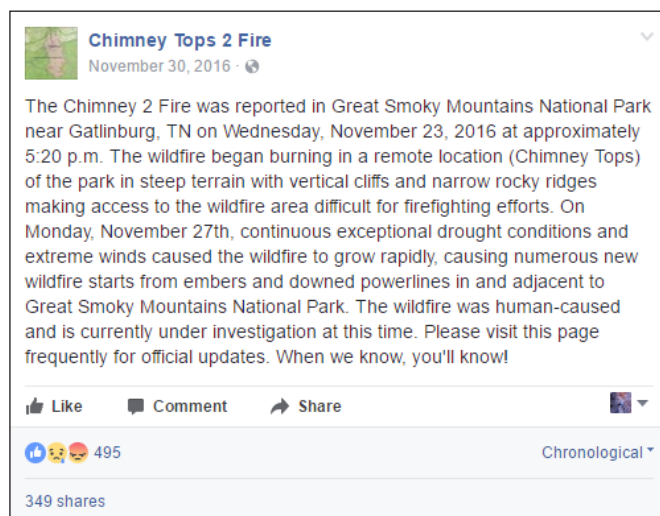 Chimney Tops 2 Fire
November 30, 2016 ·
The Chimney 2 Fire was reported in Great Smoky Mountains National Park
near Gatlinburg, TN on Wednesday, November 23, 2016 at approximately
5:20 p.m. The wildfire began burning in a remote location (Chimney Tops)
of the park in steep terrain with vertical cliffs and narrow rocky ridges
making access to the wildfire area difficult for firefighting efforts. On
Monday, November 27th, continuous exceptional drought conditions and
extreme winds caused the wildfire to grow rapidly, causing numerous new
wildfire starts from embers and downed powerlines in and adjacent to
Great Smoky Mountains National Park. The wildfire was human-caused
and is currently under investigation at this time. Please visit this page
frequently for official updates. When we know, you'll know!
Like Comment Share
495 Chronological
349 shares